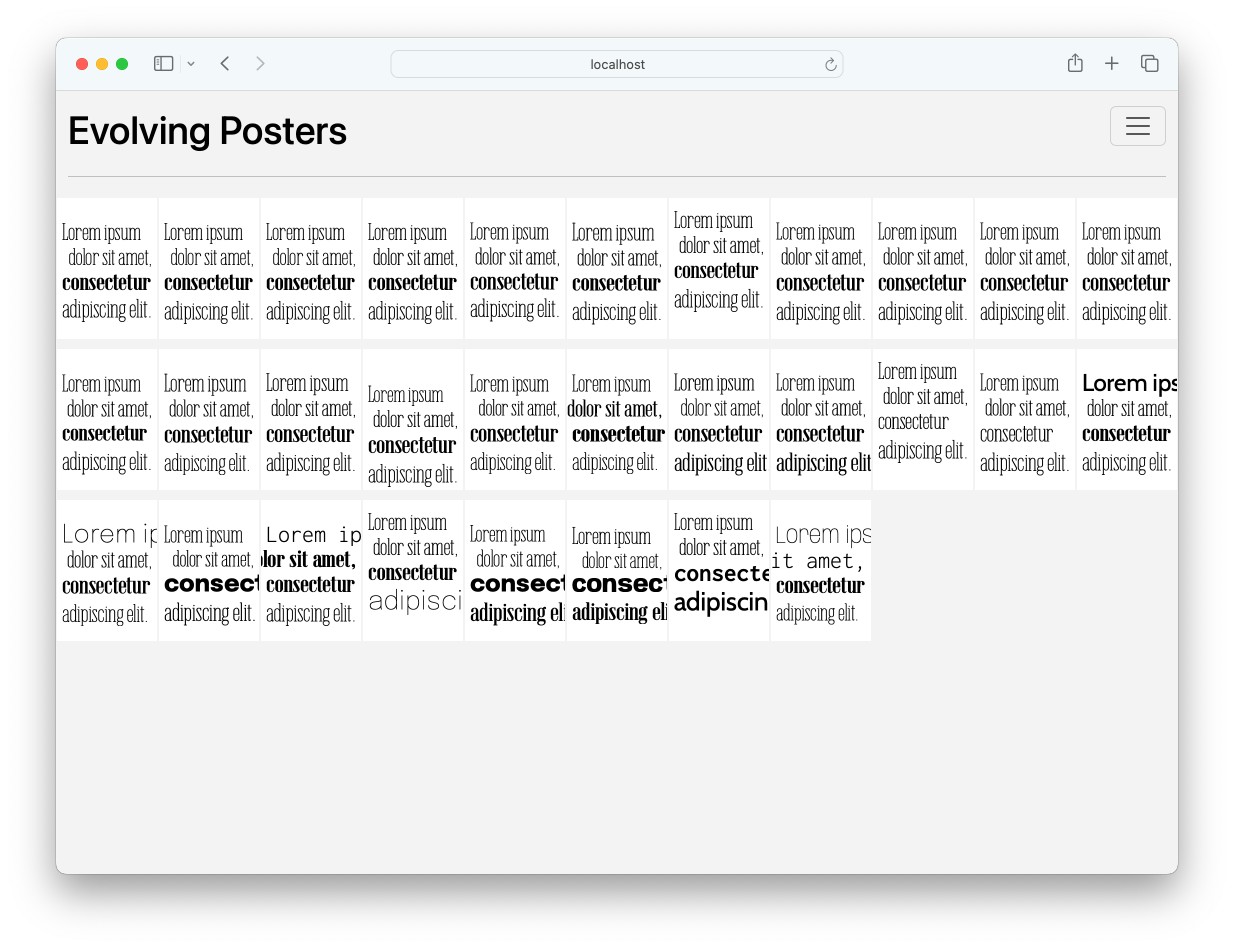 localhost
Evolving Posters
Lorem ipsum
dolor sit amet,
consectetur
adipiscing elit.
Lorem ipsum
dolor sit amet,
consectetur
adipiscing elit.
Lorem ipsum
dolor sit amet,
consectetur
adipiscing elit.
Lorem ipsum
dolor sit amet,
consectetur
adipiscing elit.
Lorem ipsum
dolor sit amet,
consectetur
adipiscing elit.
Lorem ipsum
dolor sit amet,
consectetur
adipiscing elit.
Lorem ipsum
dolor sit amet,
consectetur
adipiscing elit.
Lorem ipsum
dolor sit amet,
consectetur
adipiscing elit.
Lorem ipsum
dolor sit amet,
consectetur
adipiscing elit.
Lorem ipsum
dolor sit amet,
consectetur
adipiscing elit.
Lorem ipsum
dolor sit amet,
consectetur
adipiscing elit.
Lorem ipsum
dolor sit amet,
consectetur
adipiscing elit.
Lorem ipsum
dolor sit amet,
consectetur
adipiscing elit.
Lorem ipsum
dolor sit amet,
consectetur
adipiscing elit.
Lorem ipsum
dolor sit amet,
consectetur
adipiscing elit.
Lorem ipsum
dolor sit amet,
consectetur
adipiscing elit.
Lorem ipsum
dolor sit amet,
consectetur
adipiscing elit.
Lorem ipsum
dolor sit amet,
consectetur
adipiscing elit
Lorem ipsum
dolor sit amet,
consectetur
adipiscing elit
Lorem ipsum
dolor sit amet,
consectetur
adipiscing elit.
Lorem ipsum
dolor sit amet,
consectetur
adipiscing elit.
Lorem ips
dolor sit amet,
consectetur
adipiscing elit.
Lorem ip
dolor sit amet,
consectetur
adipiscing elit.
Lorem ipsum
dolor sit amet,
consect
adipiscing elit.
Lorem ip
olor sit amet,
consectetur
adipiscing elit.
Lorem ipsum
dolor sit amet,
consectetur
adipisci
Lorem ipsum
dolor sit amet,
consect
adipiscing eli
Lorem ipsum
dolor sit amet,
consect
adipiscing eli
Lorem ipsum
dolor sit amet,
consecte
adipiscin
Lorem ips
it amet,
consectetur
adipiscing elit.